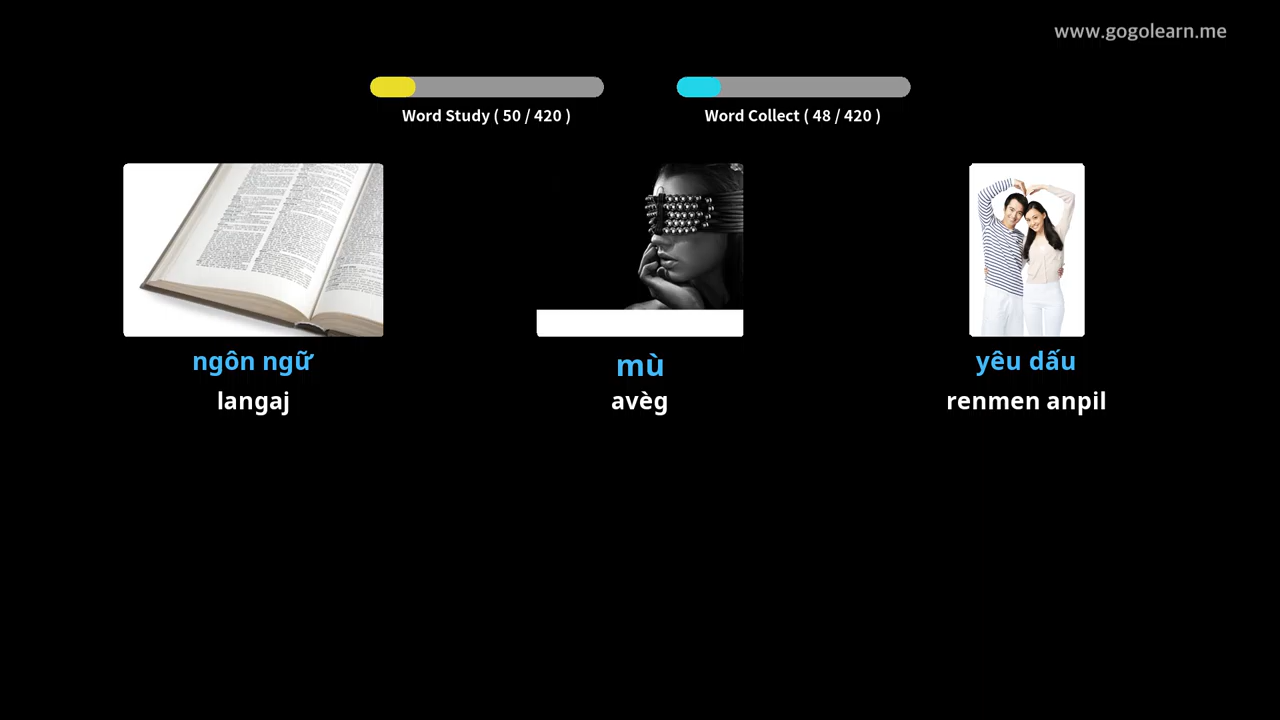 www.gogolearn.me
Word Study ( 50 / 420 )
Word Collect ( 48 / 420 )
ngôn ngữ
langaj
mù
avèg
yêu dấu
renmen anpil